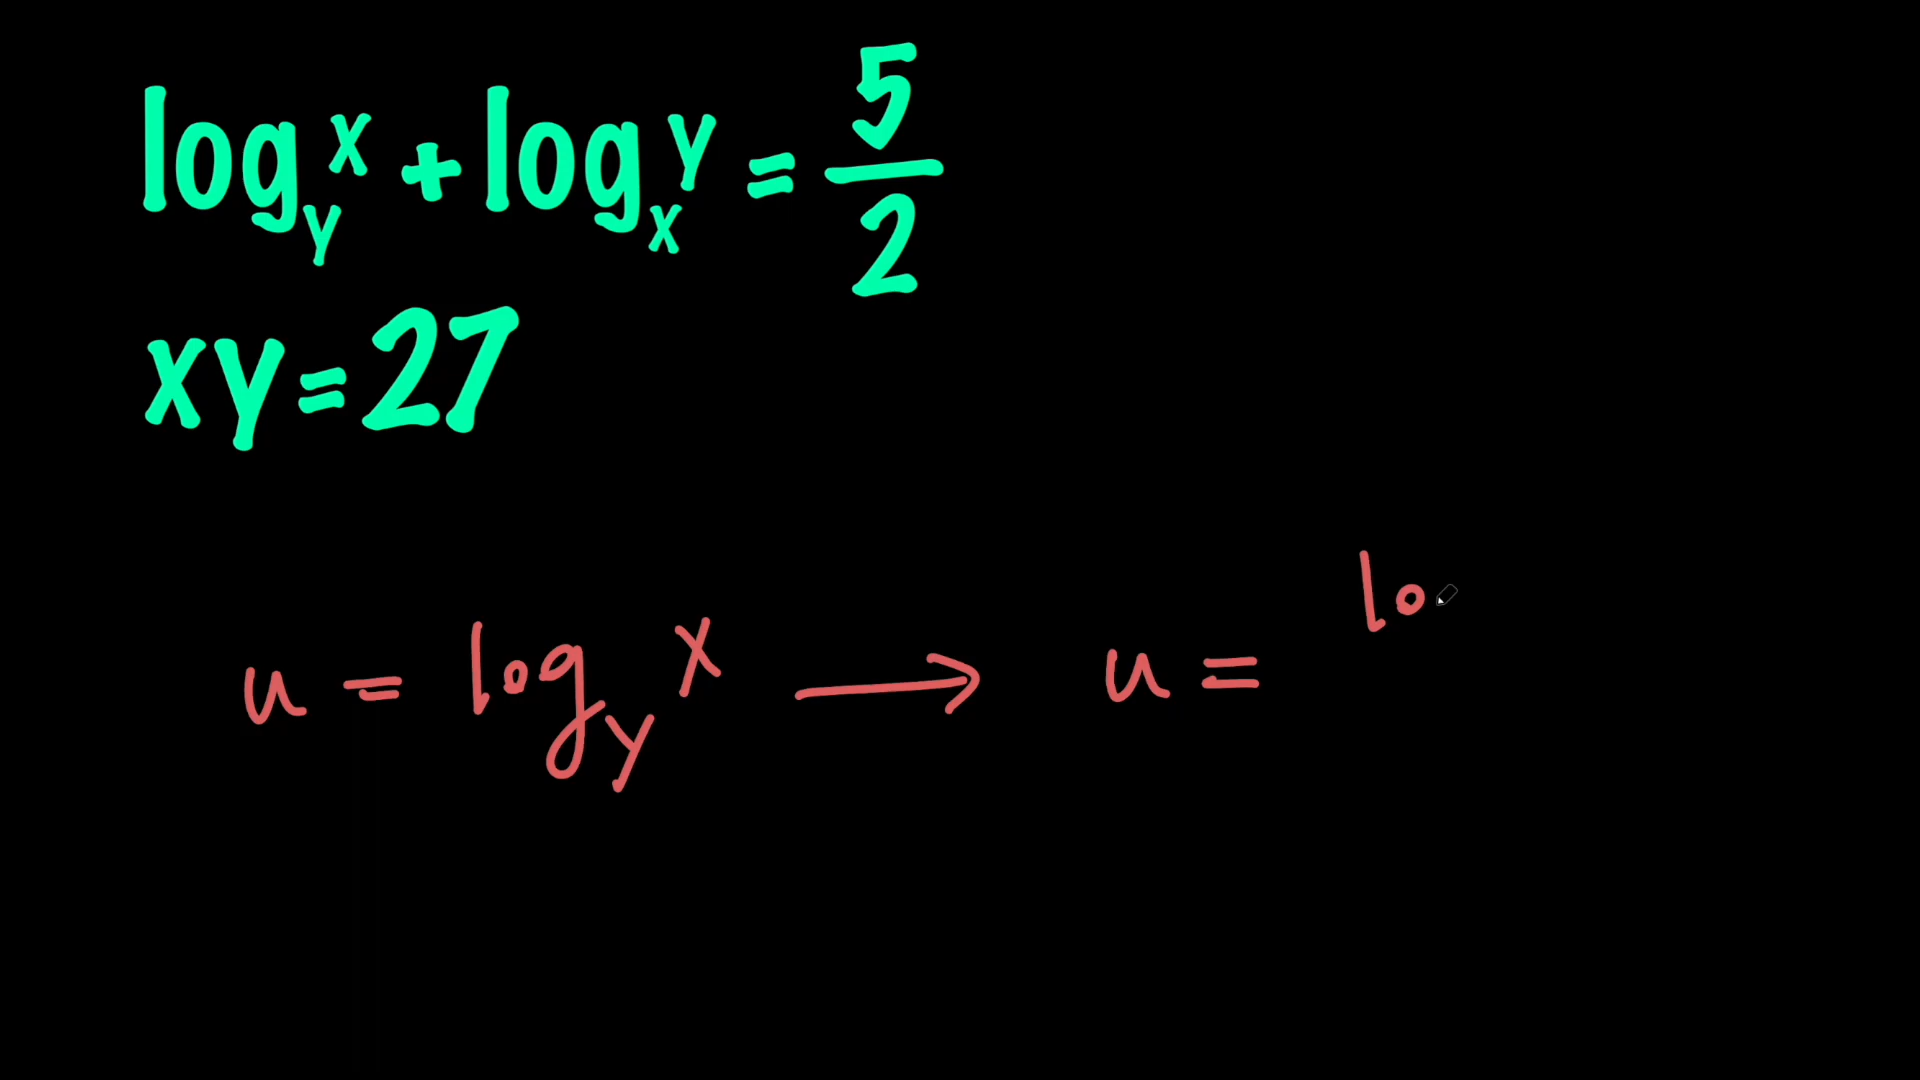 log_y x + log_x y = 5/2
xy=27
u = log_y x → u = lo